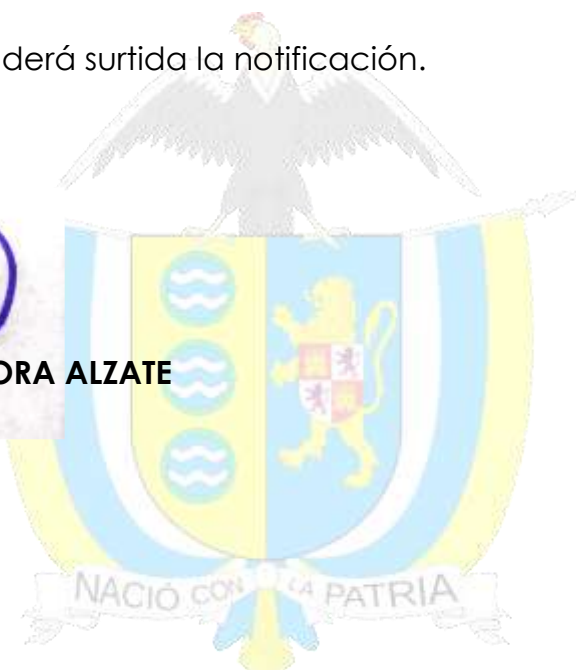 derá surtida la notificación.
ORA ALZATE
NACIÓ CON LA PATRIA